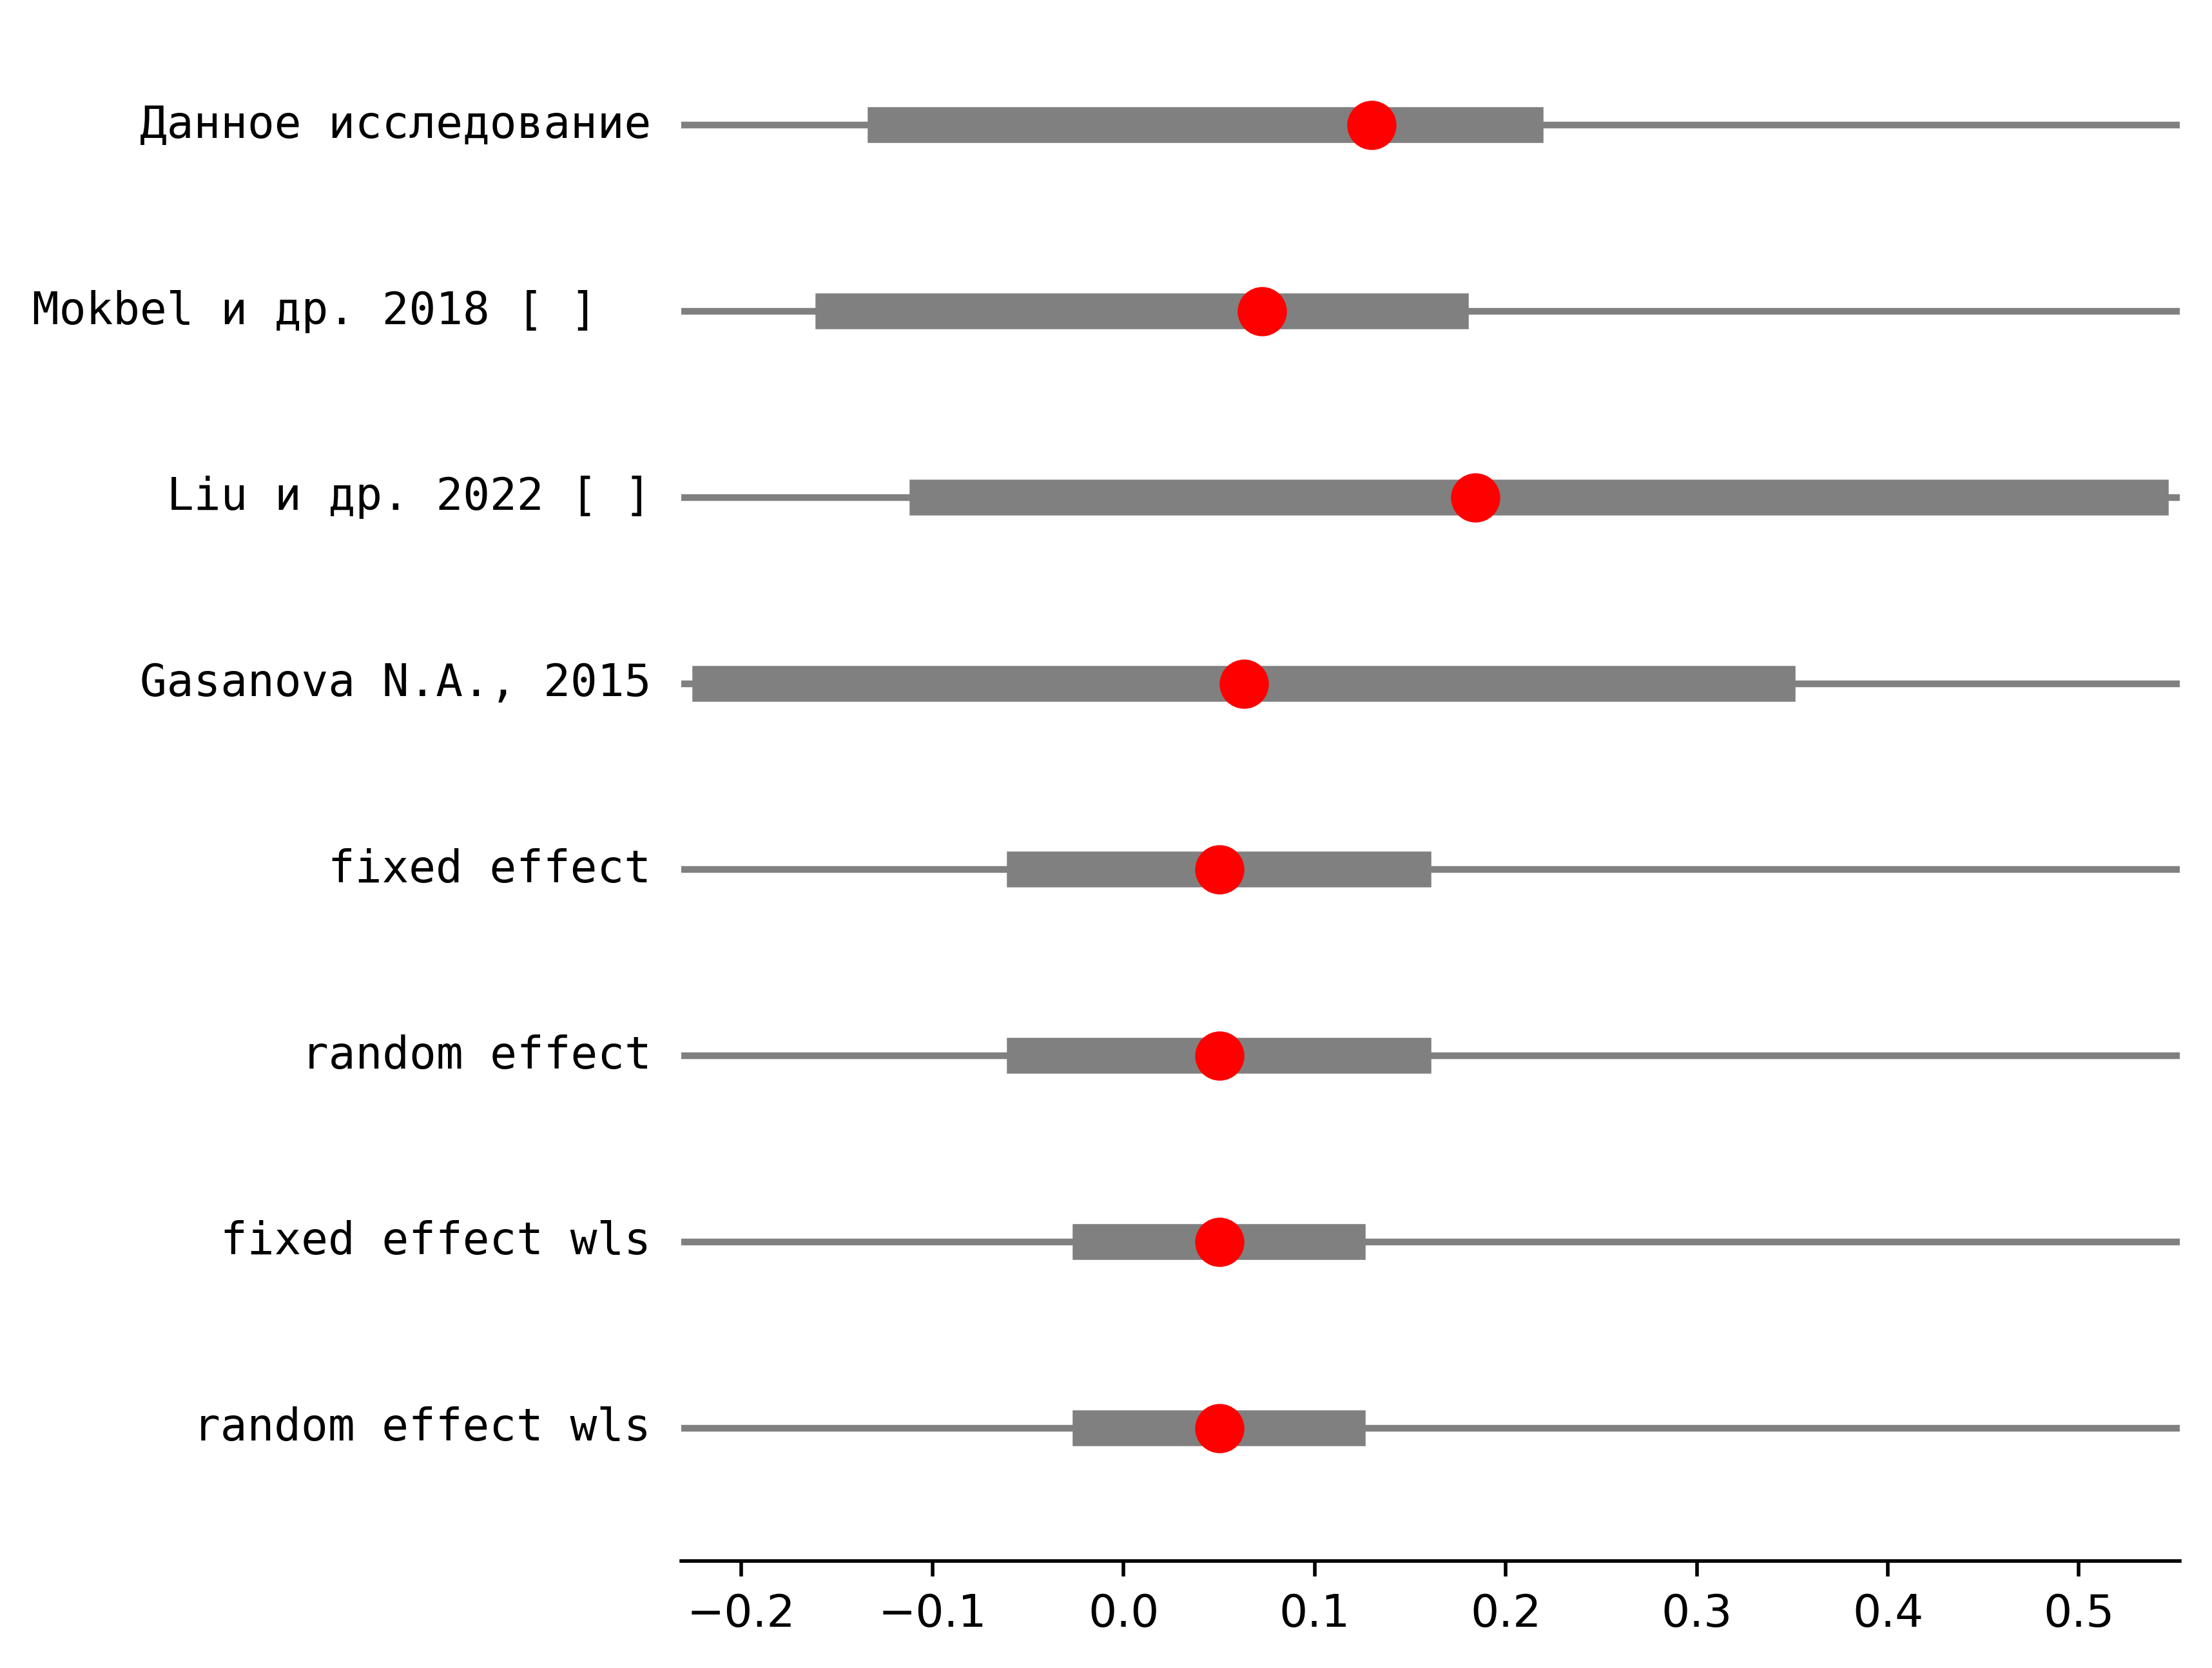 Данное исследование
Mokbel и др. 2018 [ ]
Liu и др. 2022 [ ]
Gasanova N.A., 2015
fixed effect
random effect
fixed effect wls
random effect wls
−0.2 −0.1 0.0 0.1 0.2 0.3 0.4 0.5